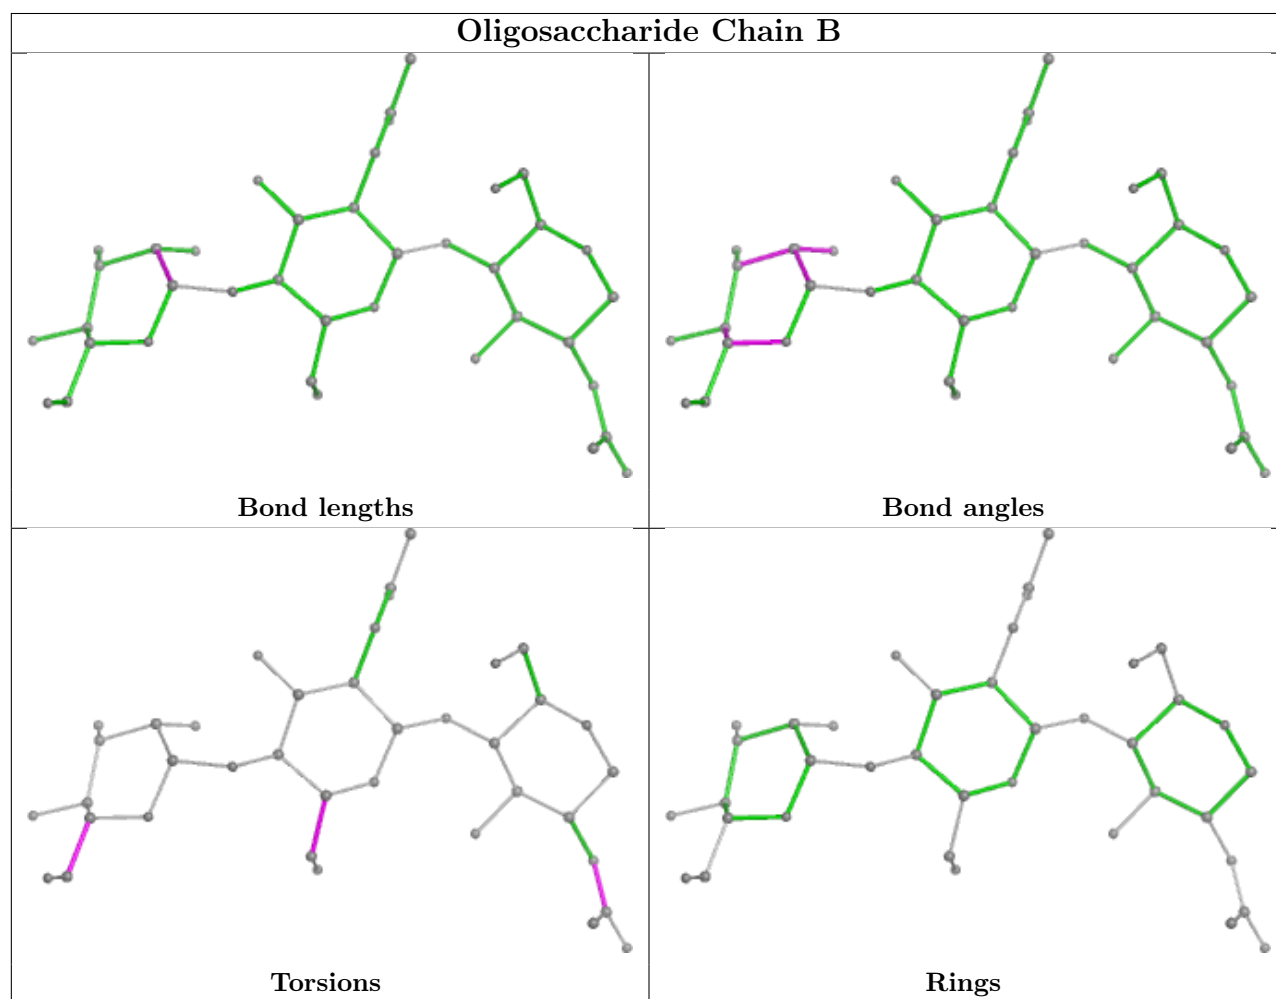 Oligosaccharide Chain B
Bond lengths
Bond angles
Torsions
Rings